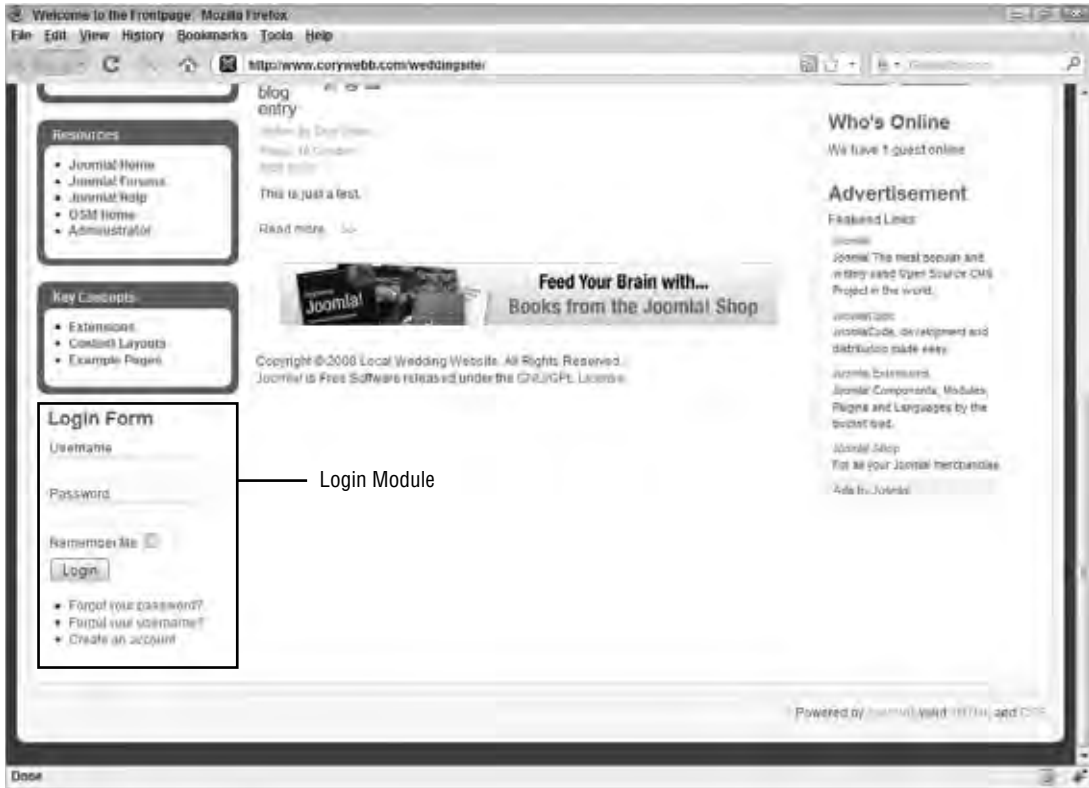 Welcome to the Frontpage - Mozilla Firefox
File Edit View History Bookmarks Tools Help
http://www.corywebb.com/weddingsite/
blog
entry
This is just a test.
Read more... >>
Resources
Joomla! Home
Joomla! Forums
Joomla! Help
OSM Home
Administrator
Key Concepts
Extensions
Content Layouts
Example Pages
Login Form
Username
Password
Remember Me
Login
Forgot your password?
Forgot your username?
Create an account
Login Module
Joomla!
Feed Your Brain with...
Books from the Joomla! Shop
Copyright © 2008 Local Wedding Website. All Rights Reserved.
Joomla! is Free Software released under the GNU/GPL License.
Who's Online
We have 1 guest online
Advertisement
Featured Links:
Joomla!
Joomla! The most popular and
widely used Open Source CMS
Project in the world.
JoomlaCode
JoomlaCode, development and
distribution made easy.
Joomla! Extensions
Joomla! Components, Modules,
Plugins and Languages by the
bucket load.
Joomla! Shop
For all your Joomla! merchandise.
Ads by Joomla!
Powered by Joomla! valid XHTML and CSS.
Done